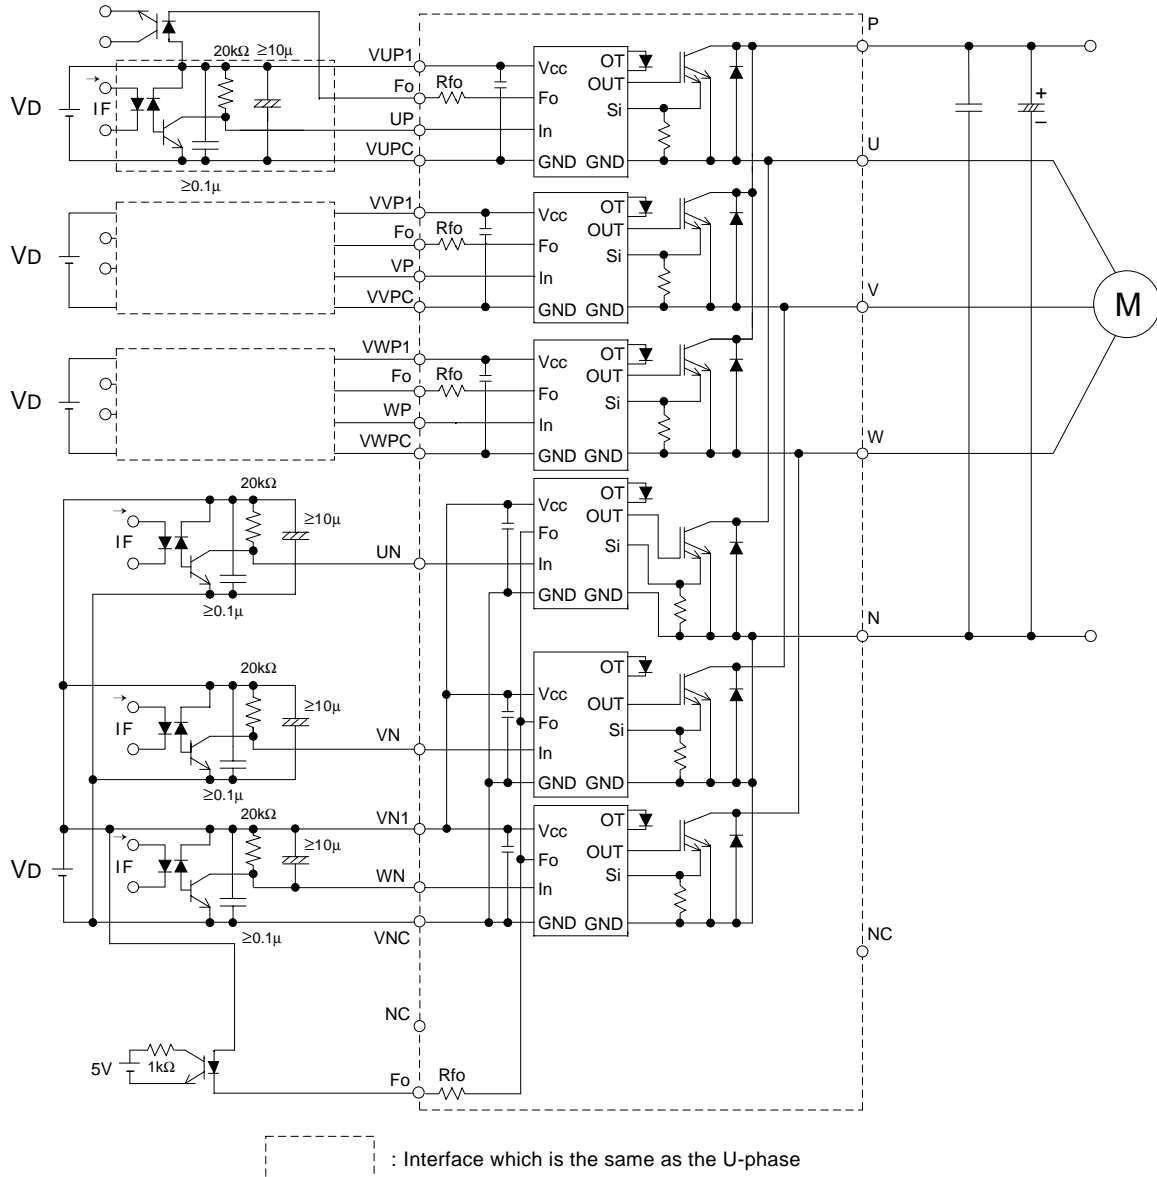 P
20kΩ ≥10µ VUP1
VD IF Fo Rfo Vcc OT
Fo OUT
UP In Si
VUPC GND GND U
≥0.1µ
+
–
VVP1 Vcc OT
VD Fo Rfo Fo OUT
VP In Si
VVPC GND GND V
M
VWP1 Vcc OT
VD Fo Rfo Fo OUT
WP In Si
VWPC GND GND W
20kΩ
→ IF ≥10µ
UN
≥0.1µ
Vcc OT
Fo OUT
In Si
GND GND N
20kΩ
→ IF ≥10µ
VN
≥0.1µ
Vcc OT
Fo OUT
In Si
GND GND
20kΩ
VD → IF ≥10µ
VN1
WN
VNC
≥0.1µ
Vcc OT
Fo OUT
In Si
GND GND
NC
NC
5V 1kΩ
Fo Rfo
: Interface which is the same as the U-phase